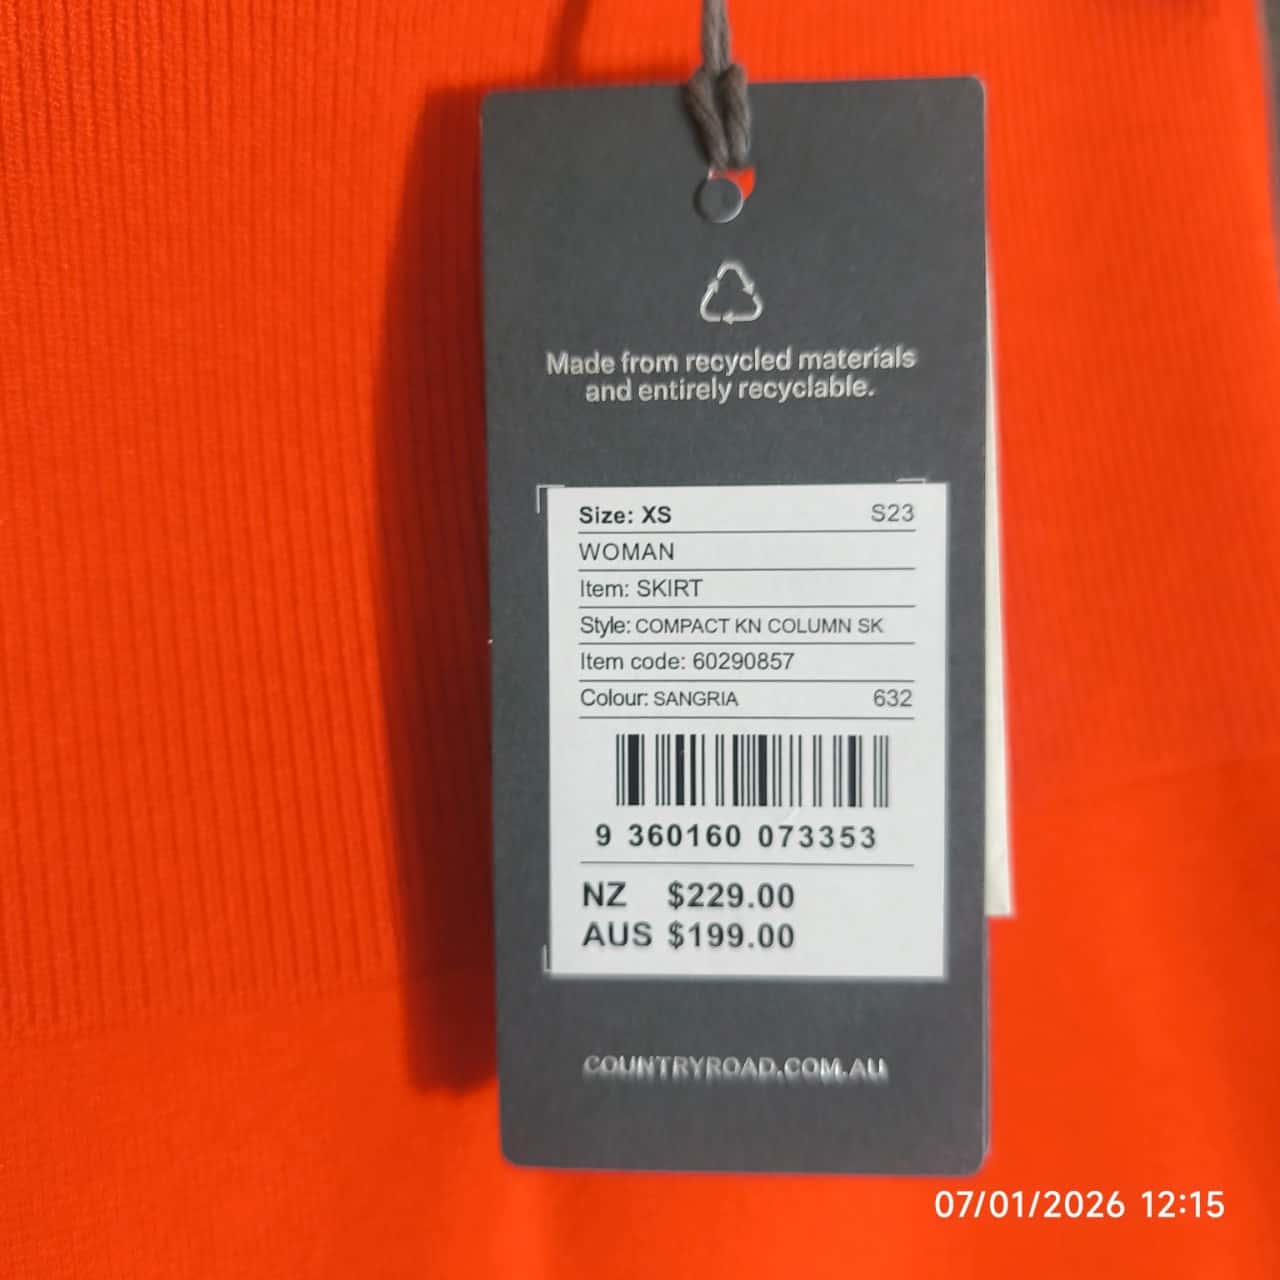 Made from recycled materials
and entirely recyclable.
Size: XS S23
WOMAN
Item: SKIRT
Style: COMPACT KN COLUMN SK
Item code: 60290857
Colour: SANGRIA 632
9 360160 073353
NZ $229.00
AUS $199.00
COUNTRYROAD.COM.AU
07/01/2026 12:15